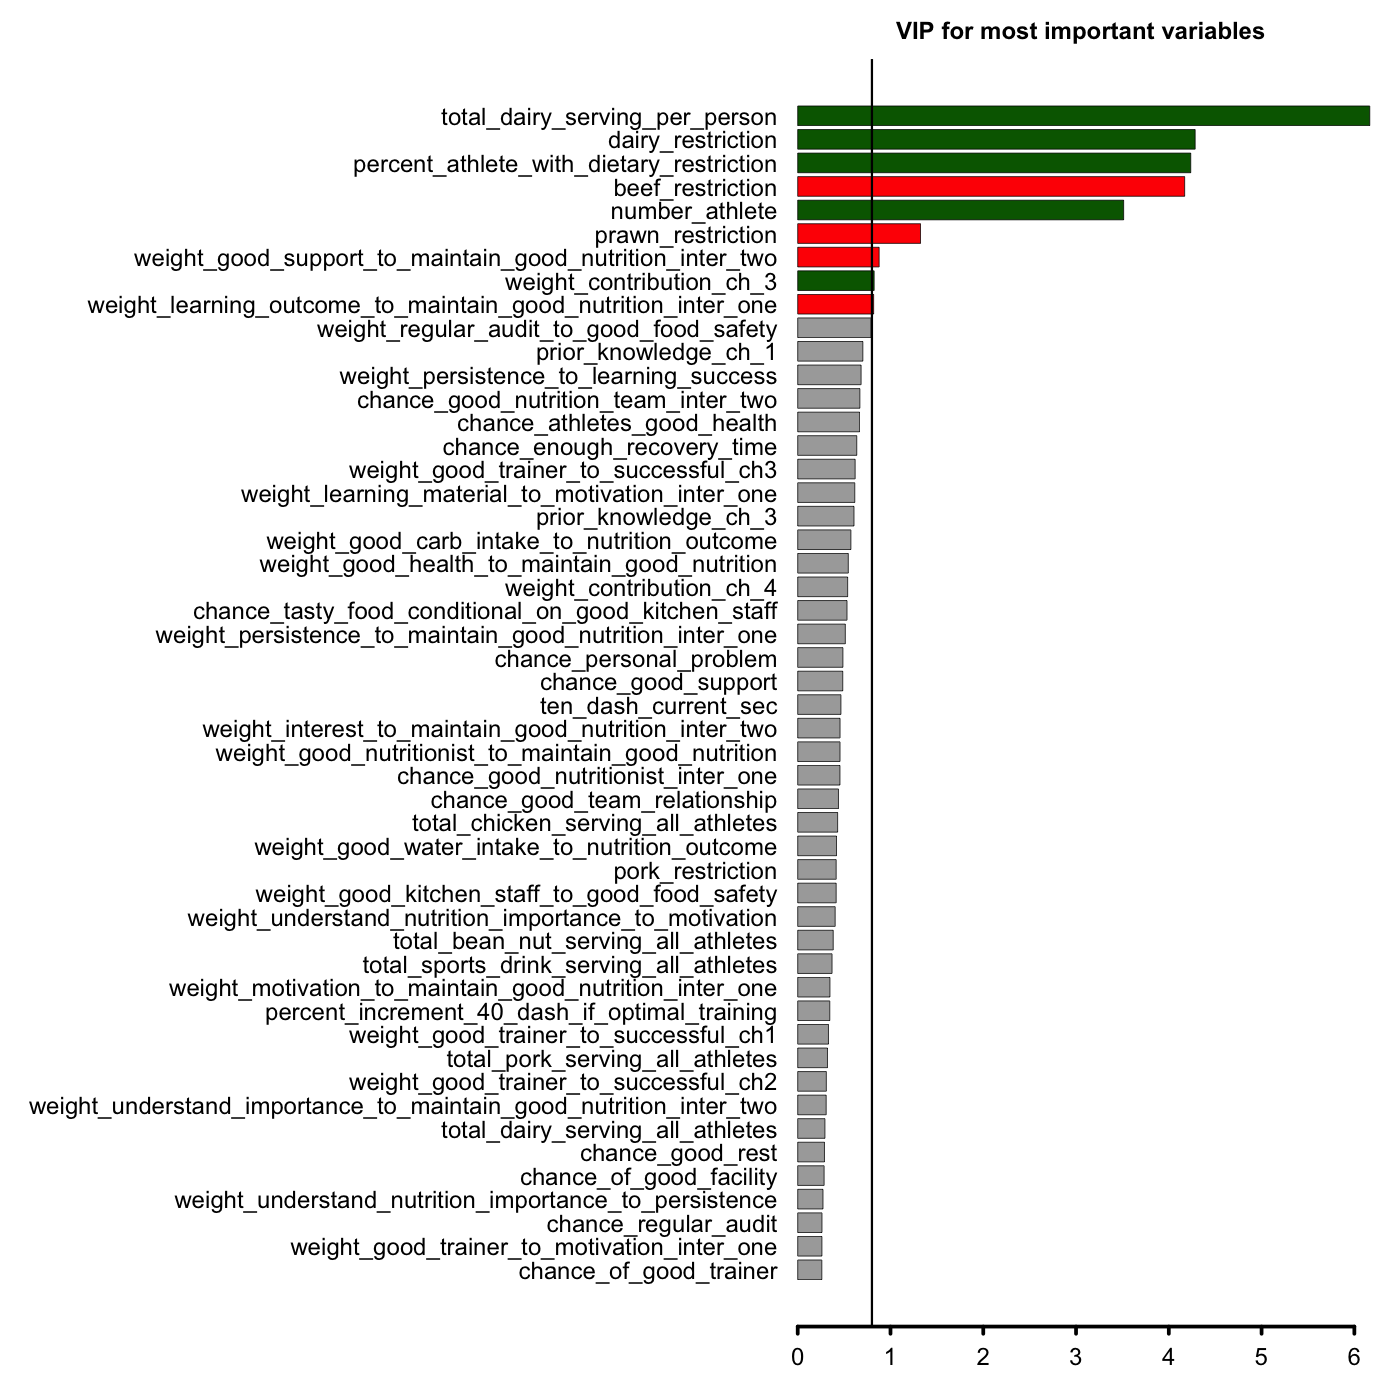 VIP for most important variables
total_dairy_serving_per_person
dairy_restriction
percent_athlete_with_dietary_restriction
beef_restriction
number_athlete
prawn_restriction
weight_good_support_to_maintain_good_nutrition_inter_two
weight_contribution_ch_3
weight_learning_outcome_to_maintain_good_nutrition_inter_one
weight_regular_audit_to_good_food_safety
prior_knowledge_ch_1
weight_persistence_to_learning_success
chance_good_nutrition_team_inter_two
chance_athletes_good_health
chance_enough_recovery_time
weight_good_trainer_to_successful_ch3
weight_learning_material_to_motivation_inter_one
prior_knowledge_ch_3
weight_good_carb_intake_to_nutrition_outcome
weight_good_health_to_maintain_good_nutrition
weight_contribution_ch_4
chance_tasty_food_conditional_on_good_kitchen_staff
weight_persistence_to_maintain_good_nutrition_inter_one
chance_personal_problem
chance_good_support
ten_dash_current_sec
weight_interest_to_maintain_good_nutrition_inter_two
weight_good_nutritionist_to_maintain_good_nutrition
chance_good_nutritionist_inter_one
chance_good_team_relationship
total_chicken_serving_all_athletes
weight_good_water_intake_to_nutrition_outcome
pork_restriction
weight_good_kitchen_staff_to_good_food_safety
weight_understand_nutrition_importance_to_motivation
total_bean_nut_serving_all_athletes
total_sports_drink_serving_all_athletes
weight_motivation_to_maintain_good_nutrition_inter_one
percent_increment_40_dash_if_optimal_training
weight_good_trainer_to_successful_ch1
total_pork_serving_all_athletes
weight_good_trainer_to_successful_ch2
weight_understand_importance_to_maintain_good_nutrition_inter_two
total_dairy_serving_all_athletes
chance_good_rest
chance_of_good_facility
weight_understand_nutrition_importance_to_persistence
chance_regular_audit
weight_good_trainer_to_motivation_inter_one
chance_of_good_trainer
0 1 2 3 4 5 6